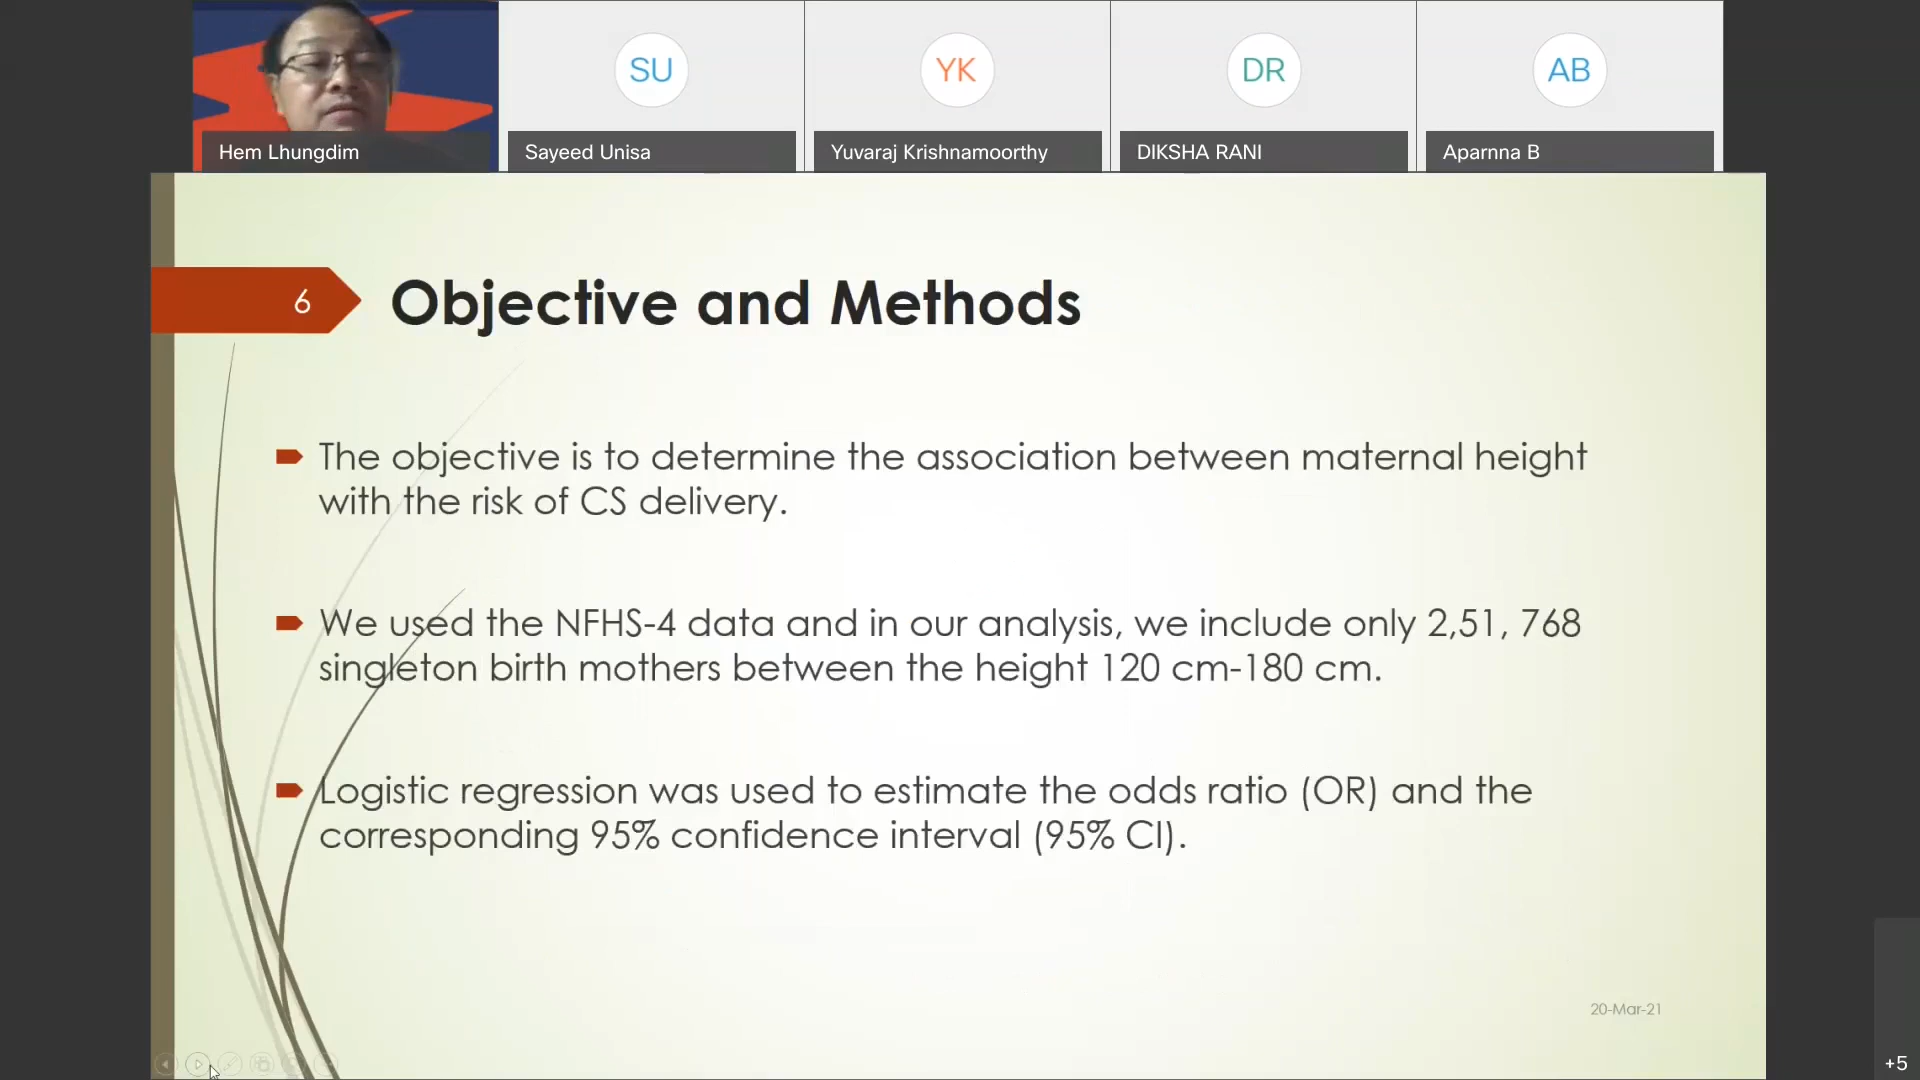 SU
YK
DR
AB
Hem Lhungdim
Sayeed Unisa
Yuvaraj Krishnamoorthy
DIKSHA RANI
Aparnna B
6
Objective and Methods
The objective is to determine the association between maternal height
with the risk of CS delivery.
We used the NFHS-4 data and in our analysis, we include only 2,51, 768
singleton birth mothers between the height 120 cm-180 cm.
Logistic regression was used to estimate the odds ratio (OR) and the
corresponding 95% confidence interval (95% CI).
20-Mar-21
+5